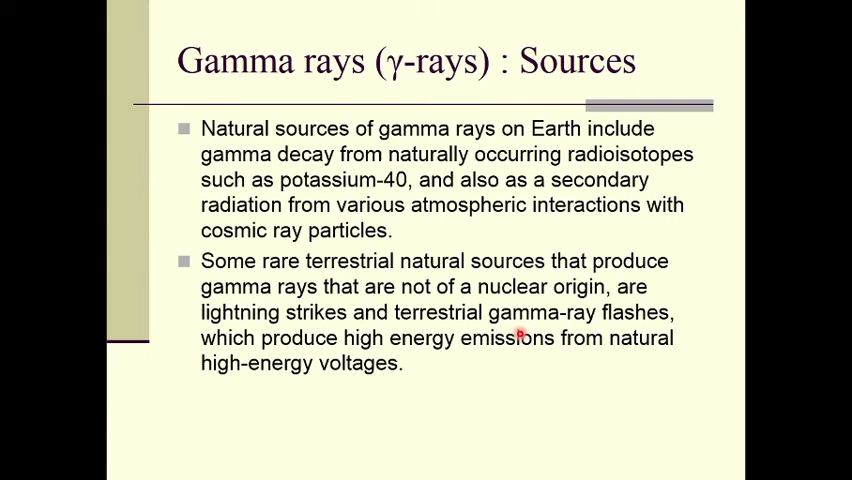 Gamma rays (γ-rays) : Sources
Natural sources of gamma rays on Earth include
gamma decay from naturally occurring radioisotopes
such as potassium-40, and also as a secondary
radiation from various atmospheric interactions with
cosmic ray particles.
Some rare terrestrial natural sources that produce
gamma rays that are not of a nuclear origin, are
lightning strikes and terrestrial gamma-ray flashes,
which produce high energy emissions from natural
high-energy voltages.